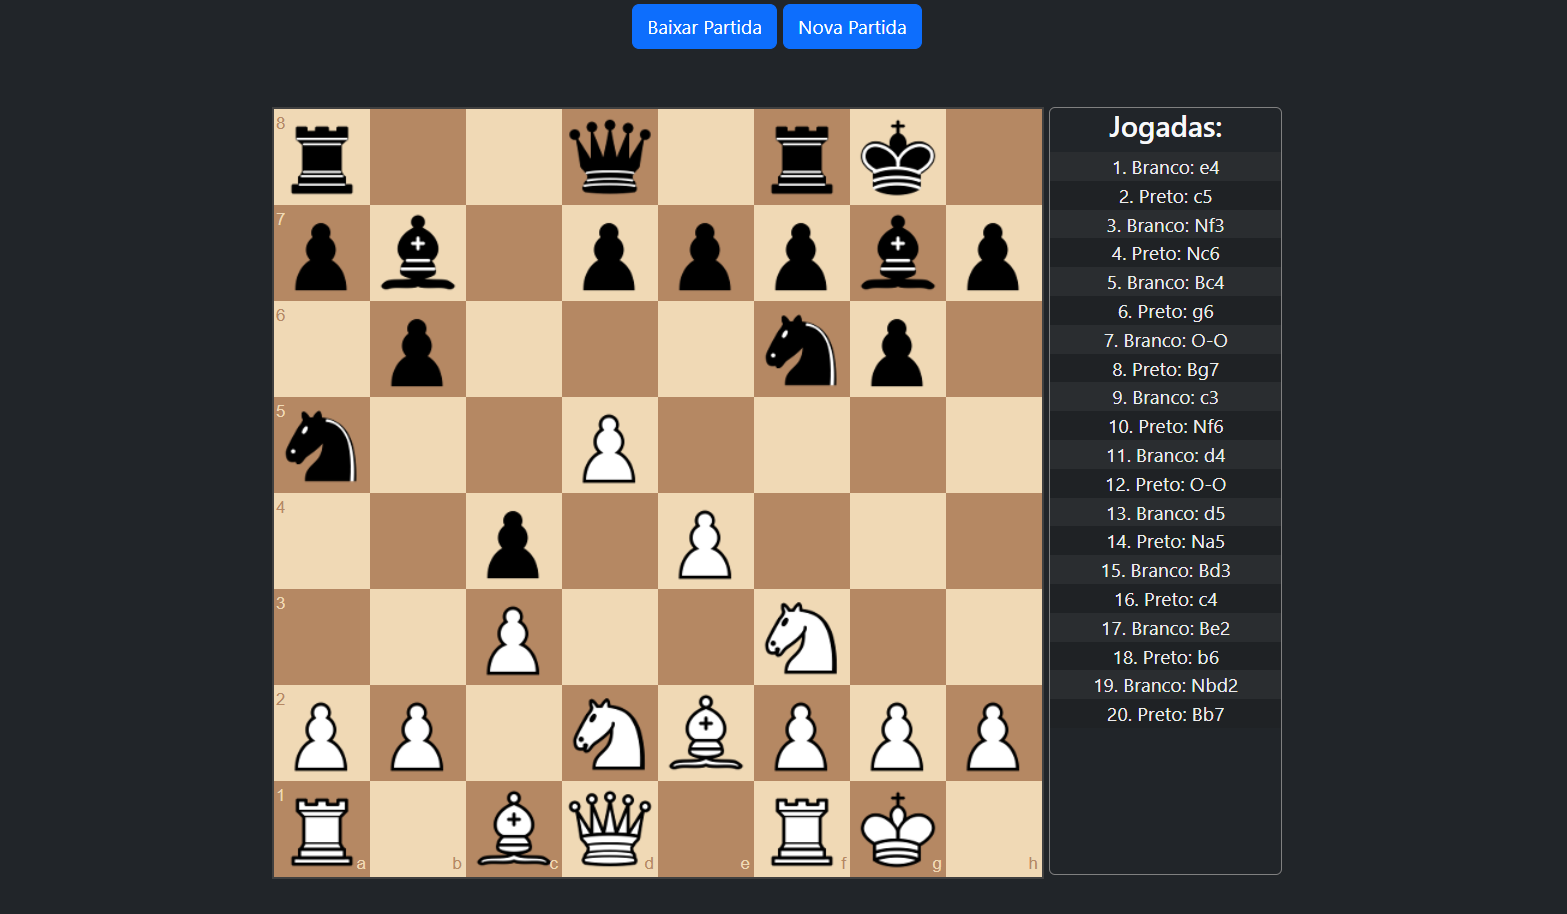 Baixar Partida Nova Partida
Jogadas:
1. Branco: e4
2. Preto: c5
3. Branco: Nf3
4. Preto: Nc6
5. Branco: Bc4
6. Preto: g6
7. Branco: O-O
8. Preto: Bg7
9. Branco: c3
10. Preto: Nf6
11. Branco: d4
12. Preto: O-O
13. Branco: d5
14. Preto: Na5
15. Branco: Bd3
16. Preto: c4
17. Branco: Be2
18. Preto: b6
19. Branco: Nbd2
20. Preto: Bb7
8
7
6
5
4
3
2
1
a b c d e f g h